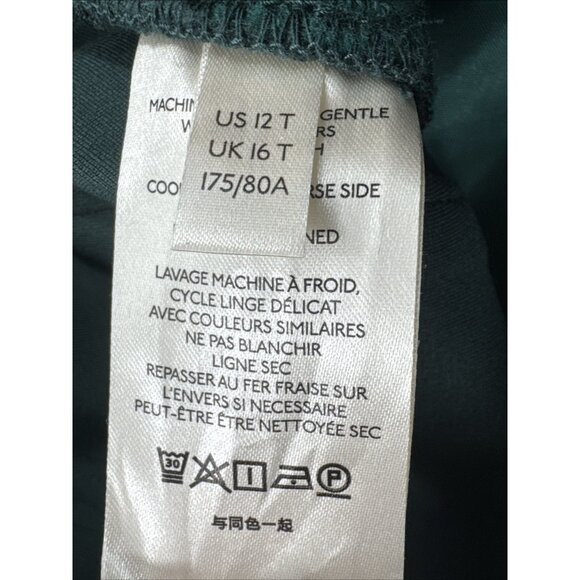 US 12 T
UK 16 T
175/80A
MACHIN
GENTLE
W
RS
H
COO
RSE SIDE
NED
LAVAGE MACHINE À FROID,
CYCLE LINGE DÉLICAT
AVEC COULEURS SIMILAIRES
NE PAS BLANCHIR
LIGNE SEC
REPASSER AU FER FRAISE SUR
L'ENVERS SI NECESSAIRE
PEUT-ÊTRE ÊTRE NETTOYÉE SEC
30
P
与同色一起